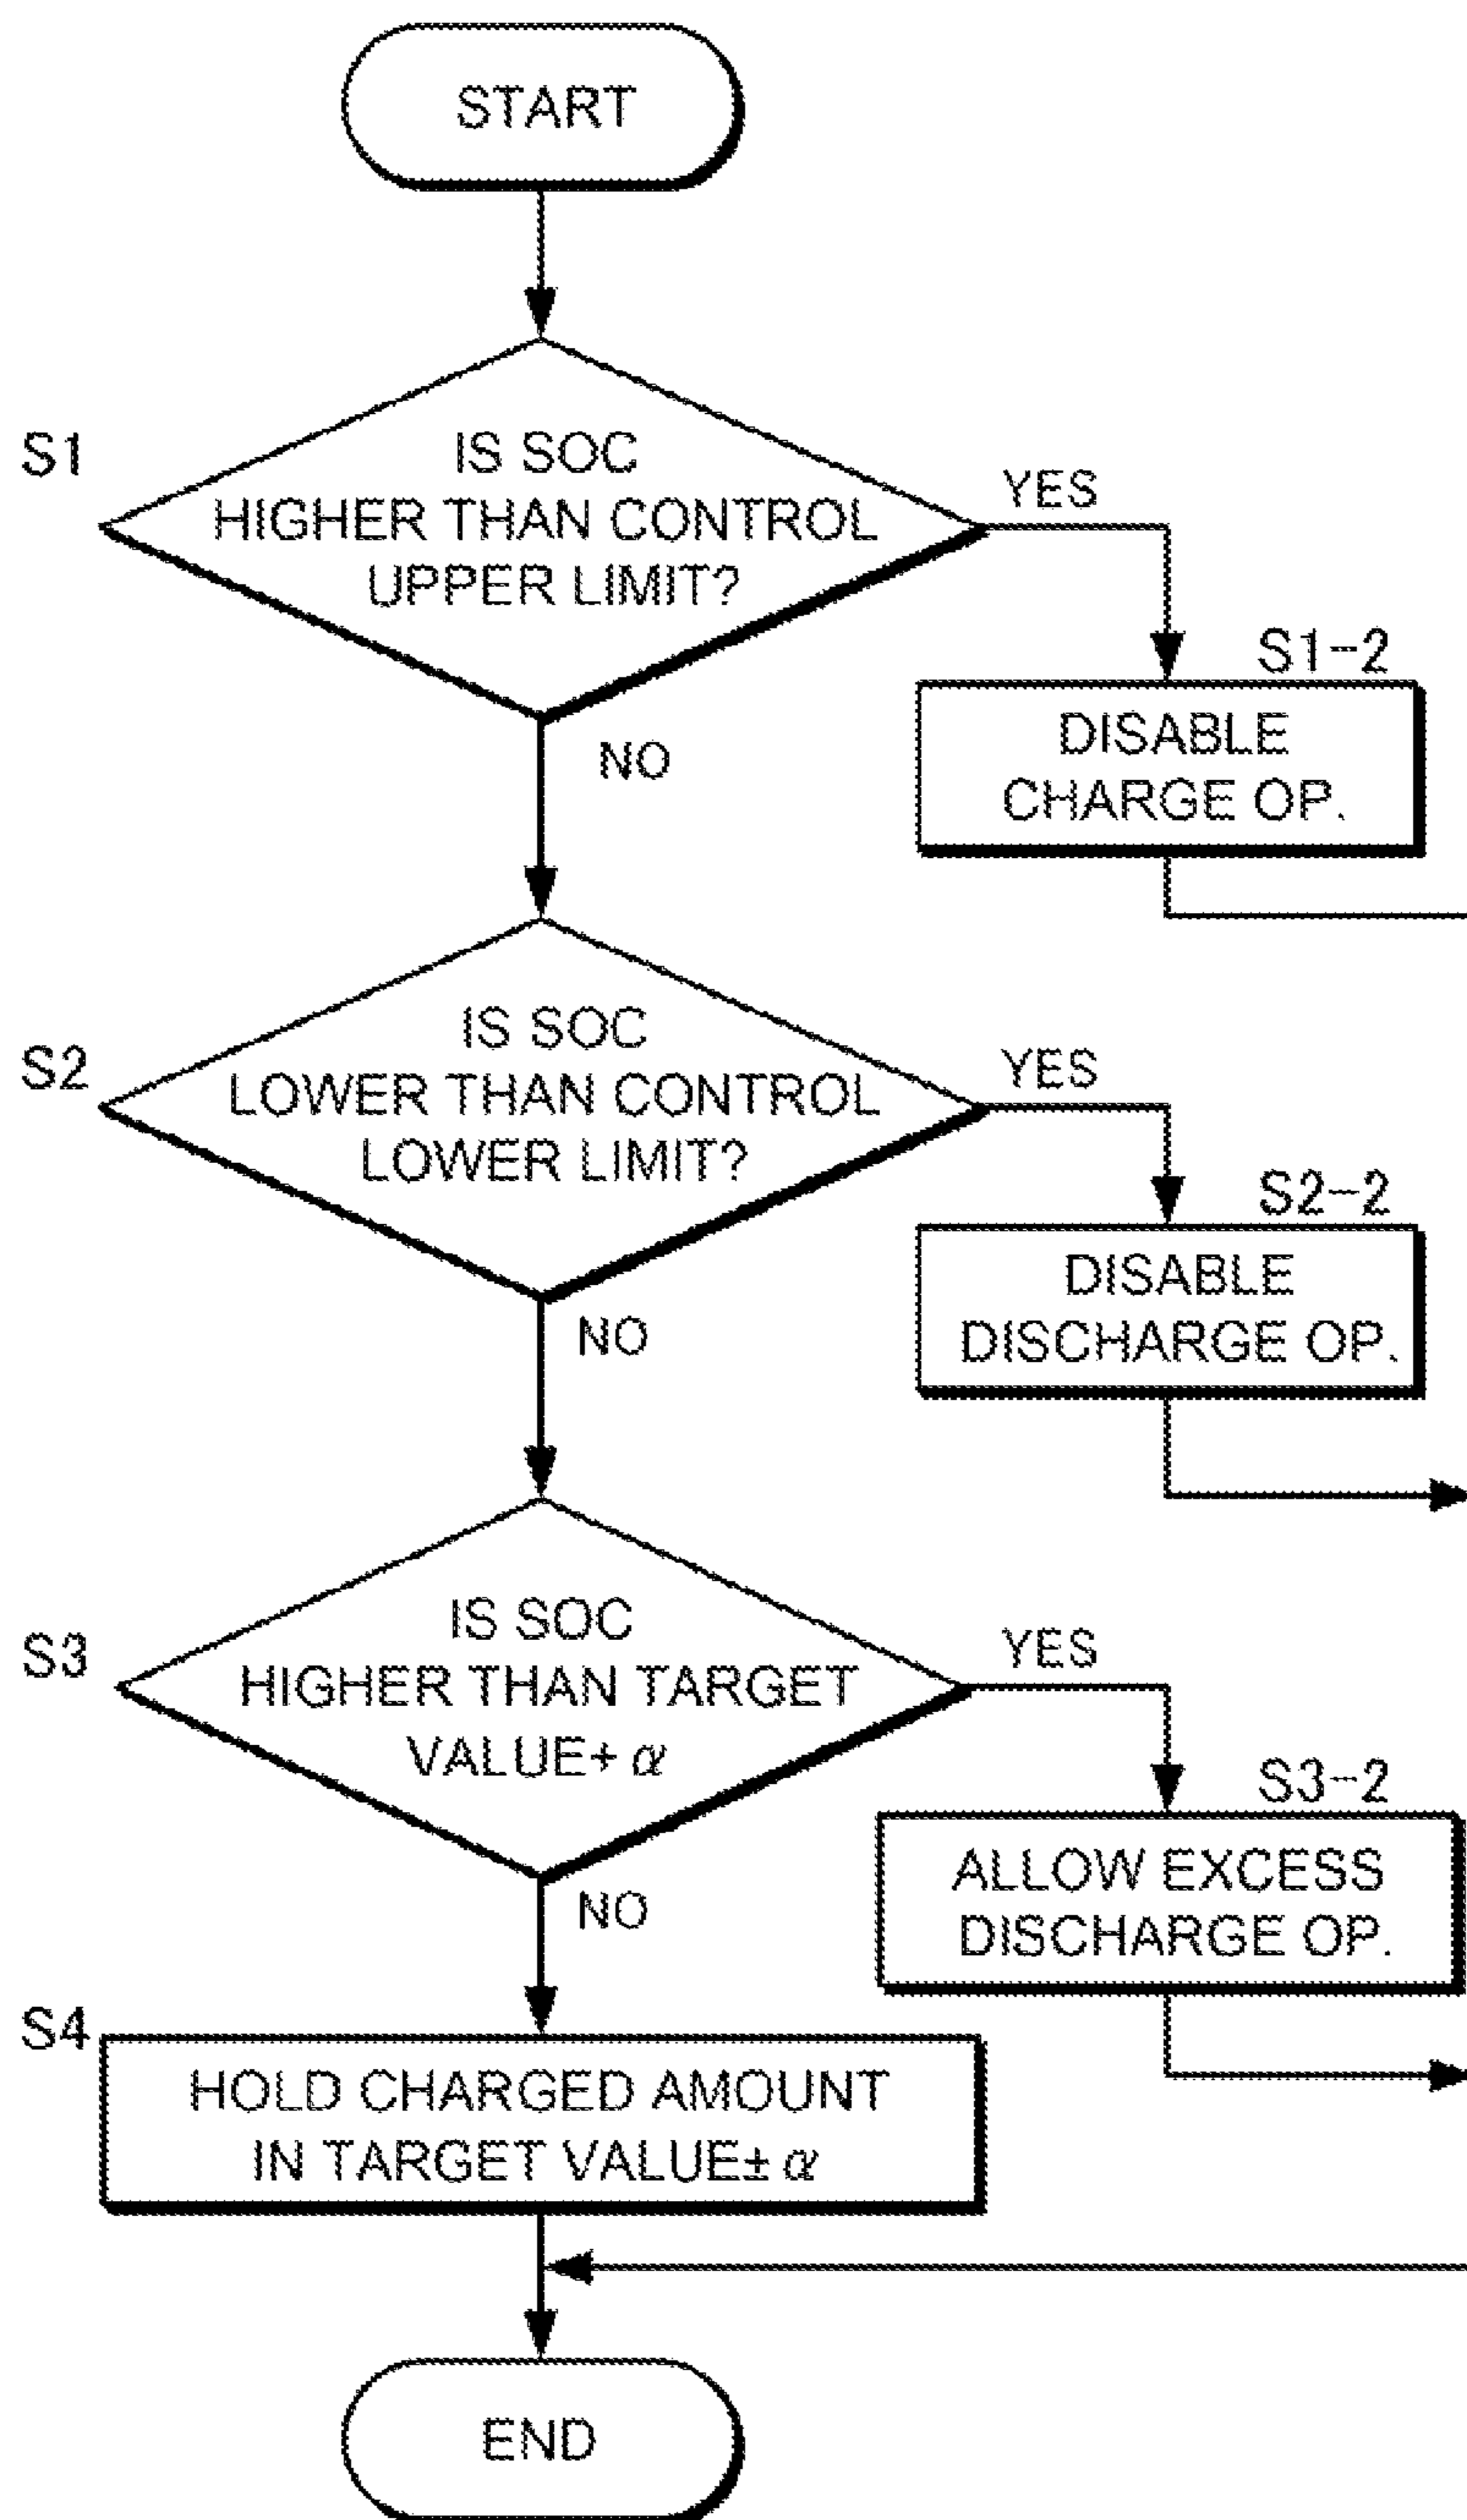 START
S1
IS SOC
HIGHER THAN CONTROL
UPPER LIMIT?
YES
NO
S1-2
DISABLE
CHARGE OP.
S2
IS SOC
LOWER THAN CONTROL
LOWER LIMIT?
YES
NO
S2-2
DISABLE
DISCHARGE OP.
S3
IS SOC
HIGHER THAN TARGET
VALUE+ α
YES
NO
S3-2
ALLOW EXCESS
DISCHARGE OP.
S4
HOLD CHARGED AMOUNT
IN TARGET VALUE± α
END